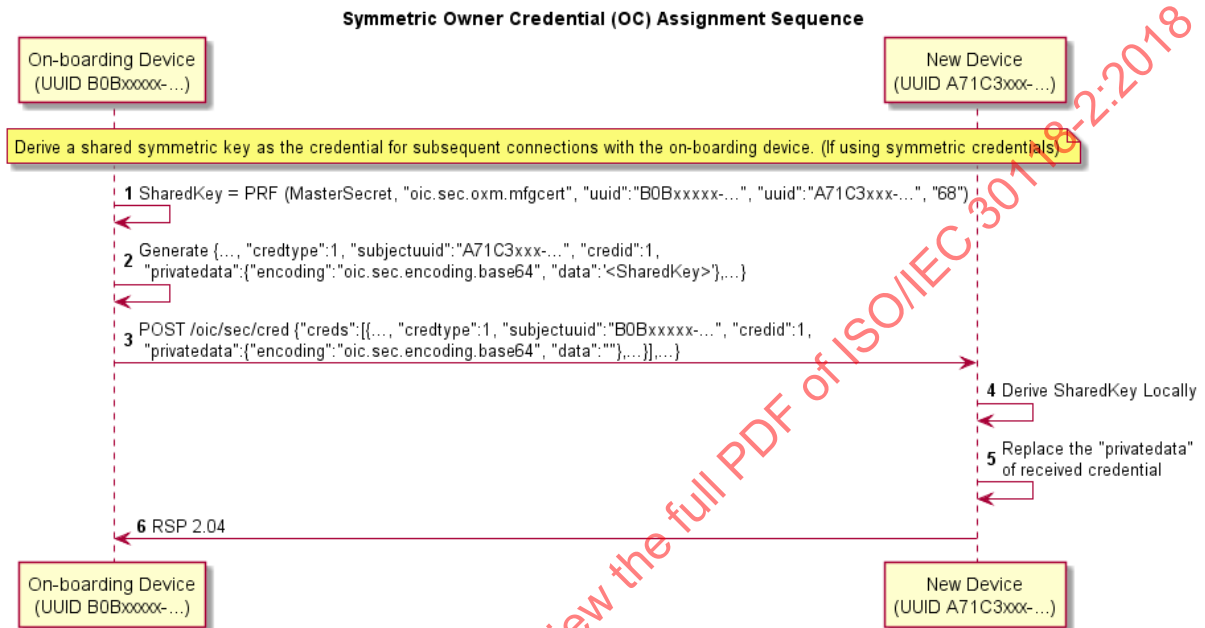 Symmetric Owner Credential (OC) Assignment Sequence
On-boarding Device
(UUID B0Bxxxxx-...)
New Device
(UUID A71C3xxx-...)
Derive a shared symmetric key as the credential for subsequent connections with the on-boarding device. (If using symmetric credentials)
1 SharedKey = PRF (MasterSecret, "oic.sec.oxm.mfgcert", "uuid":"B0Bxxxxx-...", "uuid":"A71C3xxx-...", "68")
2 Generate {..., "credtype":1, "subjectuuid":"A71C3xxx-...", "credid":1,
"privatedata":{"encoding":"oic.sec.encoding.base64", "data":'<SharedKey>'},...}
3 POST /oic/sec/cred {"creds":[{..., "credtype":1, "subjectuuid":"B0Bxxxxx-...", "credid":1,
"privatedata":{"encoding":"oic.sec.encoding.base64", "data":""},...}],...}
4 Derive SharedKey Locally
5 Replace the "privatedata"
of received credential
6 RSP 2.04
On-boarding Device
(UUID B0Bxxxxx-...)
New Device
(UUID A71C3xxx-...)
view the full PDF of ISO/IEC 30118-2:2018